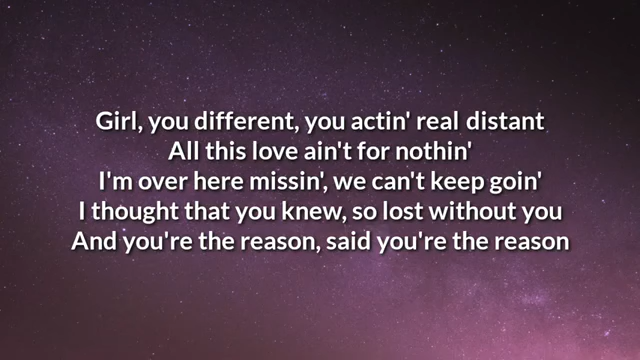 Girl, you different, you actin' real distant
All this love ain't for nothin'
I'm over here missin', we can't keep goin'
I thought that you knew, so lost without you
And you're the reason, said you're the reason